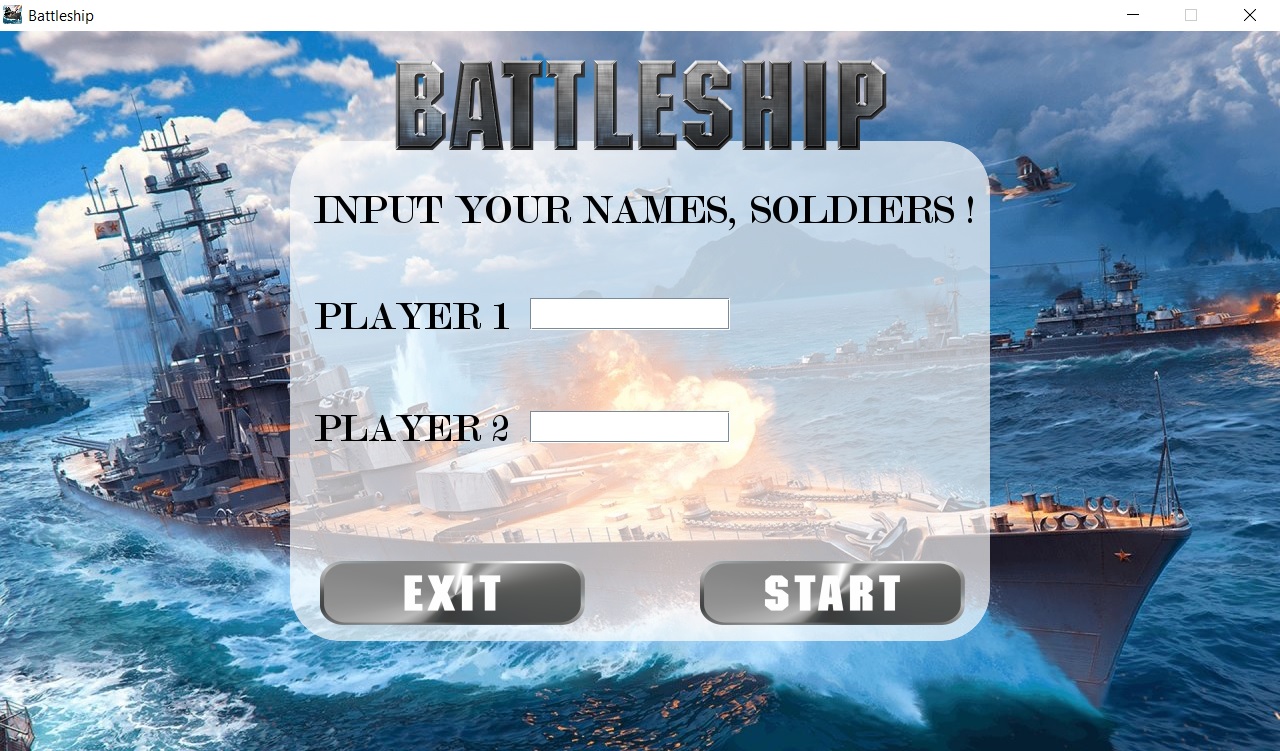 Battleship
BATTLESHIP
INPUT YOUR NAMES, SOLDIERS !
PLAYER 1
PLAYER 2
EXIT START